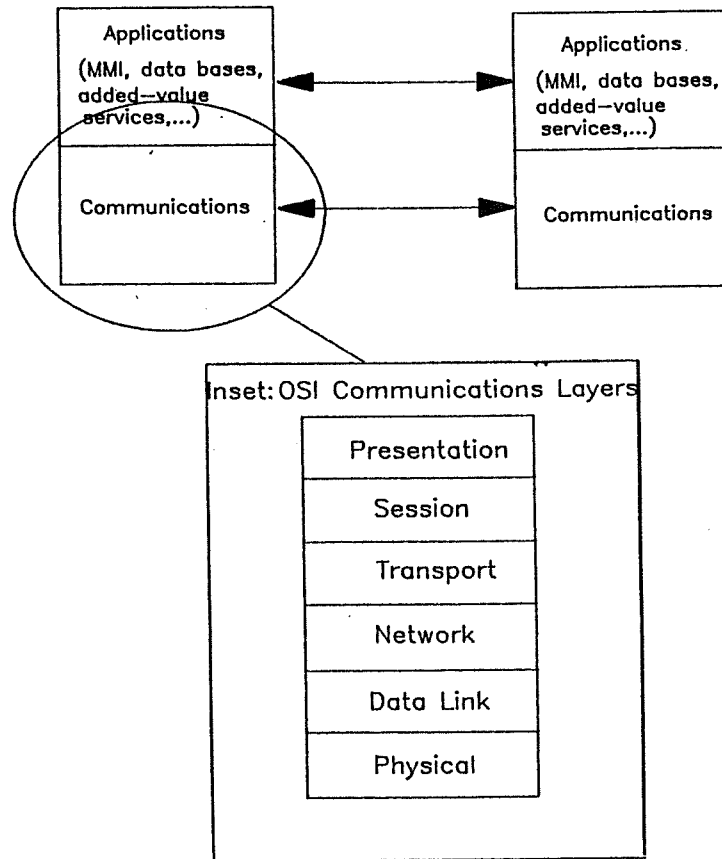 Applications
(MMI, data bases,
added-value
services,...)
Communications
Applications.
(MMI, data bases,
added-value
services,...)
Communications
Inset: OSI Communications Layers
Presentation
Session
Transport
Network
Data Link
Physical